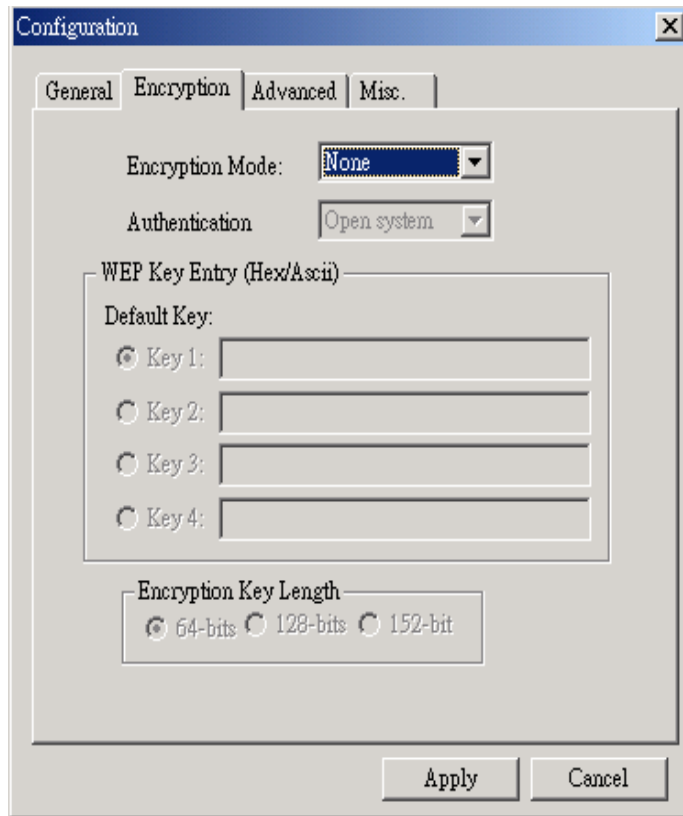 Configuration
General Encryption Advanced Misc.
Encryption Mode: None
Authentication Open system
WEP Key Entry (Hex/Ascii)
Default Key:
Key 1:
Key 2:
Key 3:
Key 4:
Encryption Key Length
64-bits 128-bits 152-bit
Apply Cancel